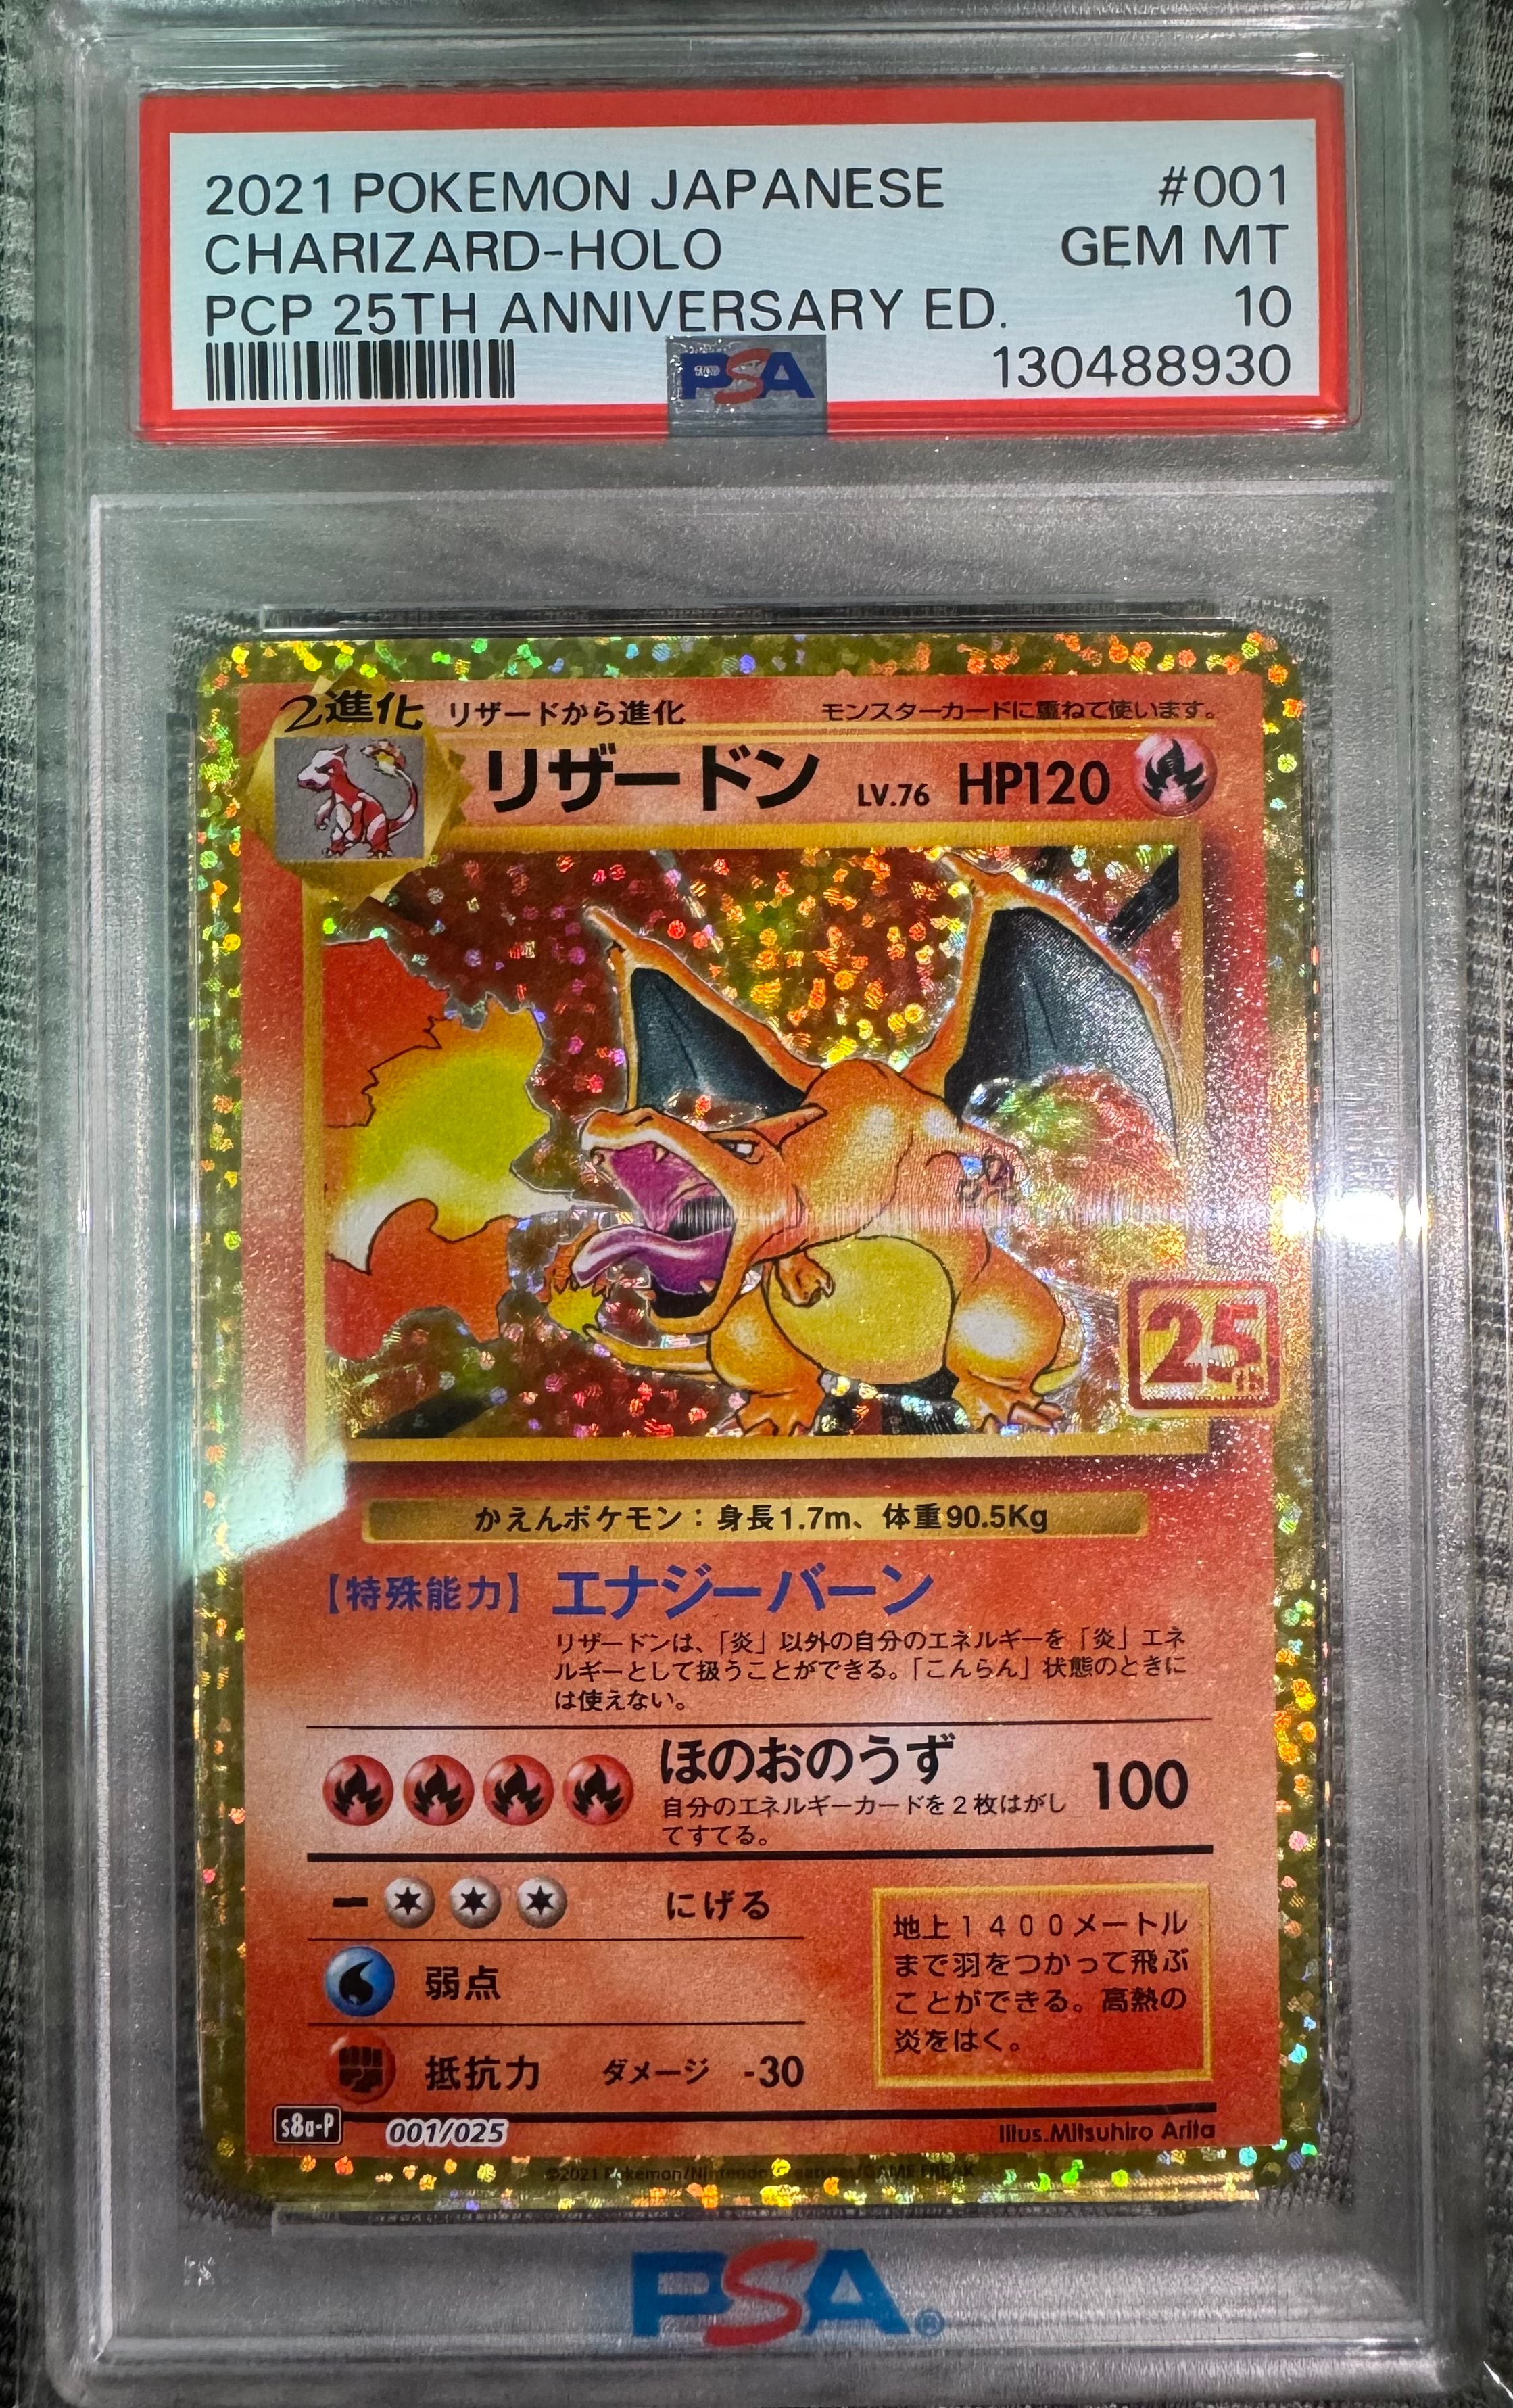 2021 POKEMON JAPANESE #001
CHARIZARD-HOLO GEM MT
PCP 25TH ANNIVERSARY ED. 10
PSA 130488930
2進化 リザードから進化 モンスターカードに重ねて使います。
リザードン LV.76 HP120
25th
かえんポケモン：身長1.7m、体重90.5Kg
【特殊能力】 エナジーバーン
リザードンは、「炎」以外の自分のエネルギーを「炎」エネ
ルギーとして扱うことができる。「こんらん」状態のときに
は使えない。
ほのおのうず 100
自分のエネルギーカードを2枚はがし
てすてる。
ー にげる
弱点
抵抗力 ダメージ -30
地上1400メートル
まで羽をつかって飛ぶ
ことができる。高熱の
炎をはく。
s8a-P 001/025 Illus.Mitsuhiro Arita
©2021 Pokémon/Nintendo/Creatures/GAME FREAK
PSA®